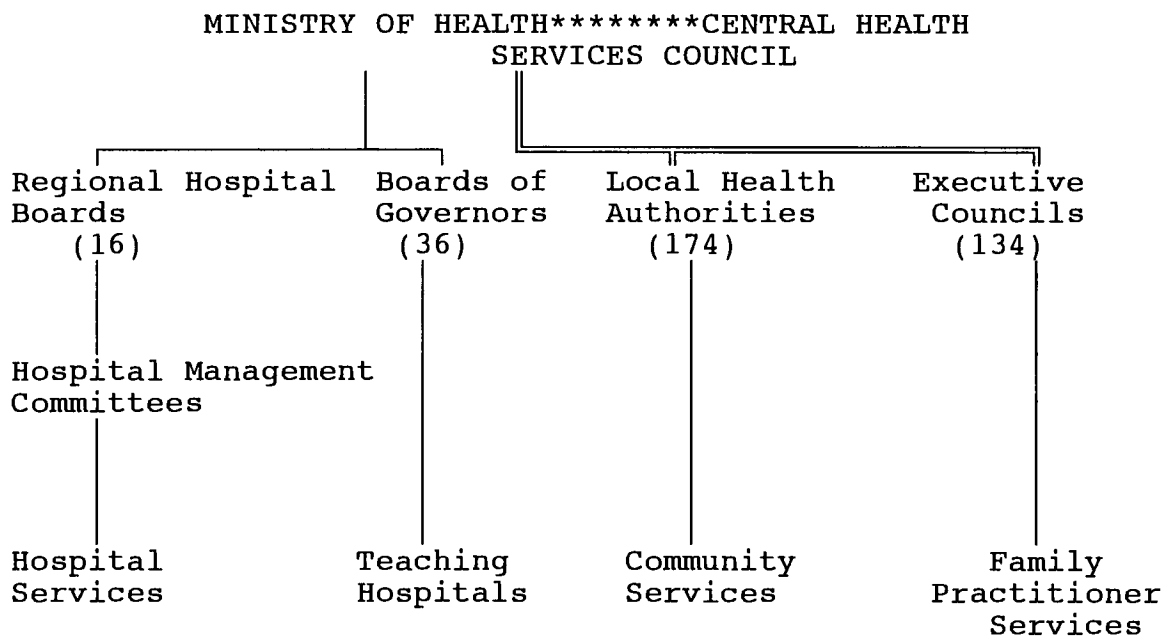 MINISTRY OF HEALTH********CENTRAL HEALTH
SERVICES COUNCIL
Regional Hospital
Boards
(16)
Boards of
Governors
(36)
Local Health
Authorities
(174)
Executive
Councils
(134)
Hospital Management
Committees
Hospital
Services
Teaching
Hospitals
Community
Services
Family
Practitioner
Services